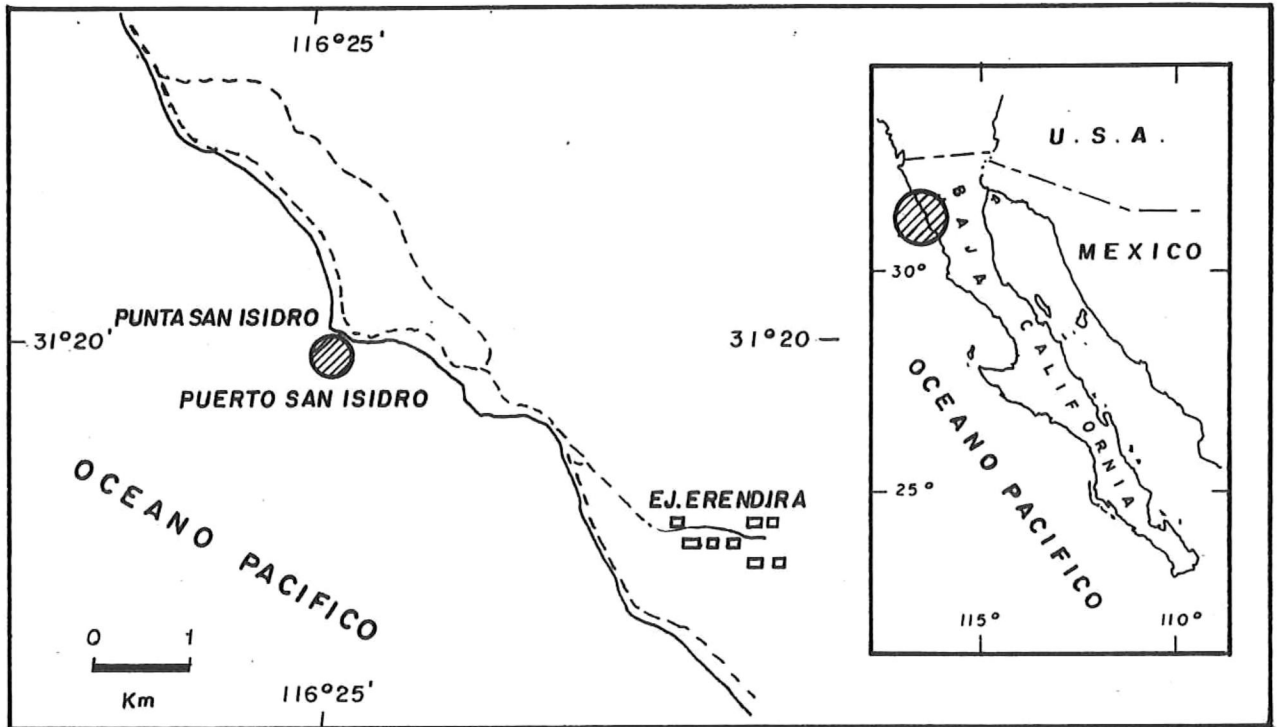 116°25'
PUNTA SAN ISIDRO
31°20'
31°20
PUERTO SAN ISIDRO
EJ. ERENDIRA
OCEANO PACIFICO
0 1
Km
116°25'
U.S.A.
BAJA CALIFORNIA
MEXICO
30°
OCEANO PACIFICO
25°
115° 110°